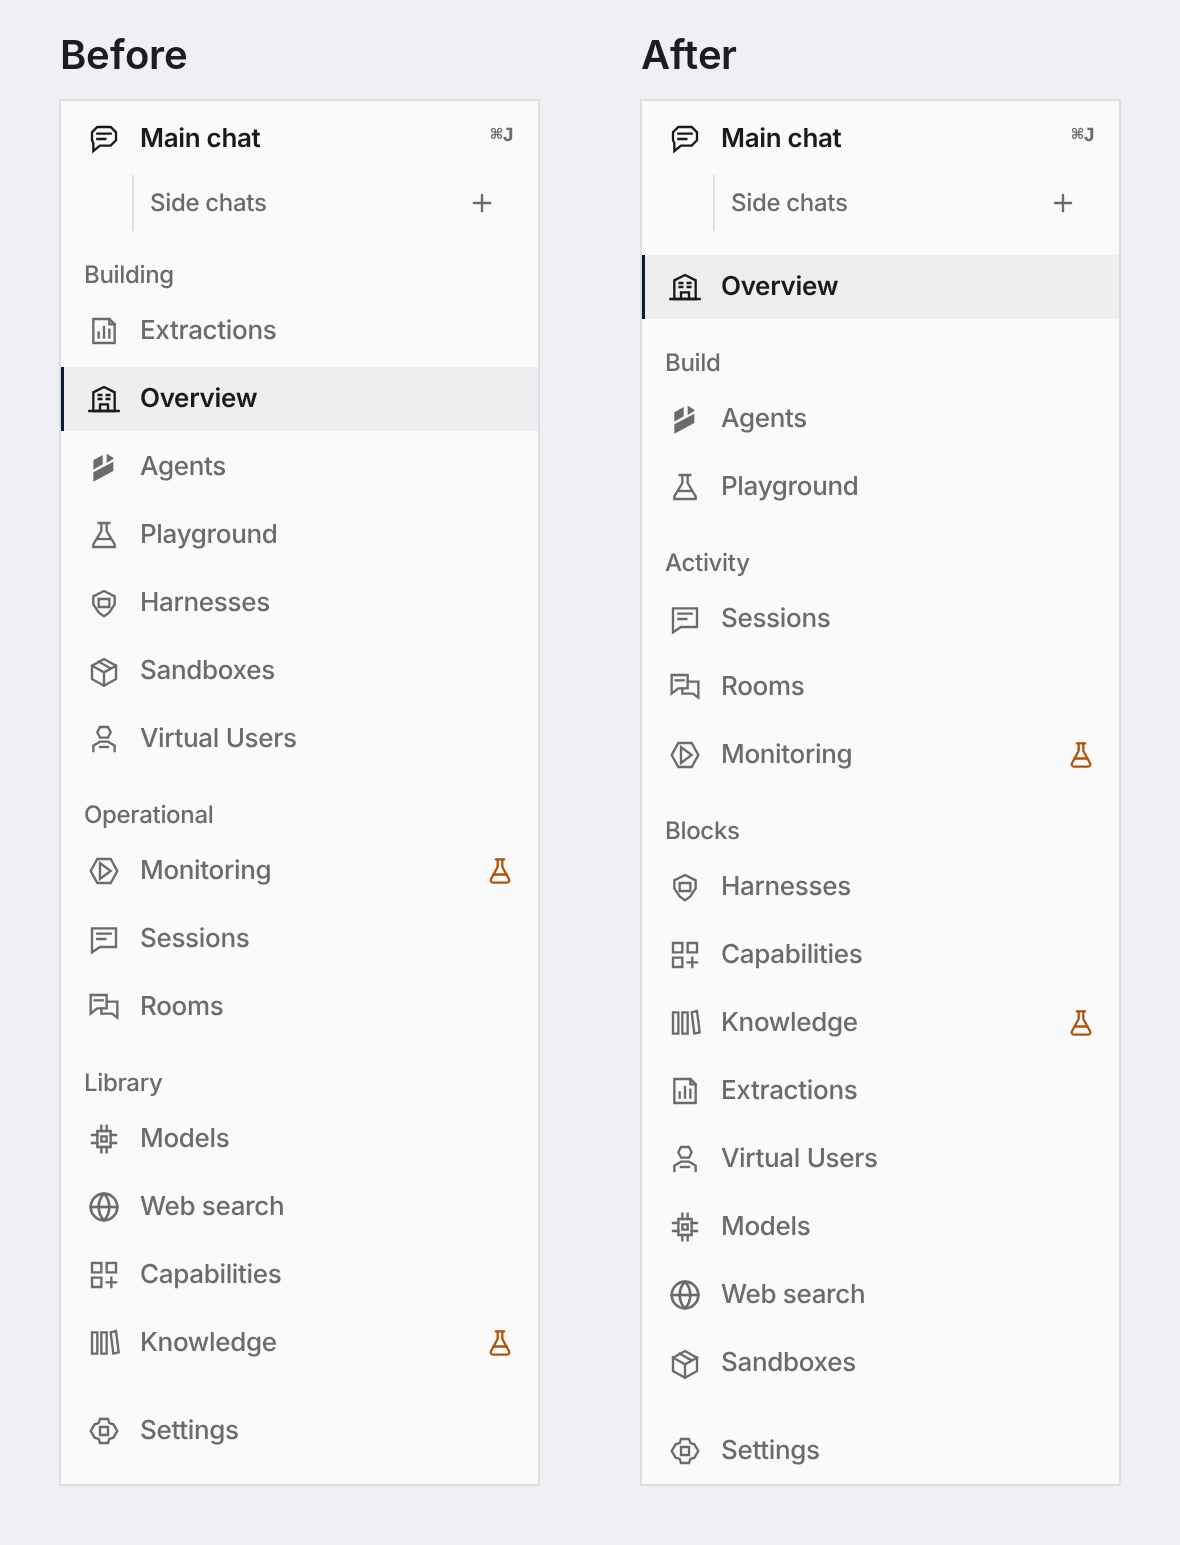 Before
Main chat ⌘J
Side chats
Building
Extractions
Overview
Agents
Playground
Harnesses
Sandboxes
Virtual Users
Operational
Monitoring
Sessions
Rooms
Library
Models
Web search
Capabilities
Knowledge
Settings
After
Main chat ⌘J
Side chats
Overview
Build
Agents
Playground
Activity
Sessions
Rooms
Monitoring
Blocks
Harnesses
Capabilities
Knowledge
Extractions
Virtual Users
Models
Web search
Sandboxes
Settings